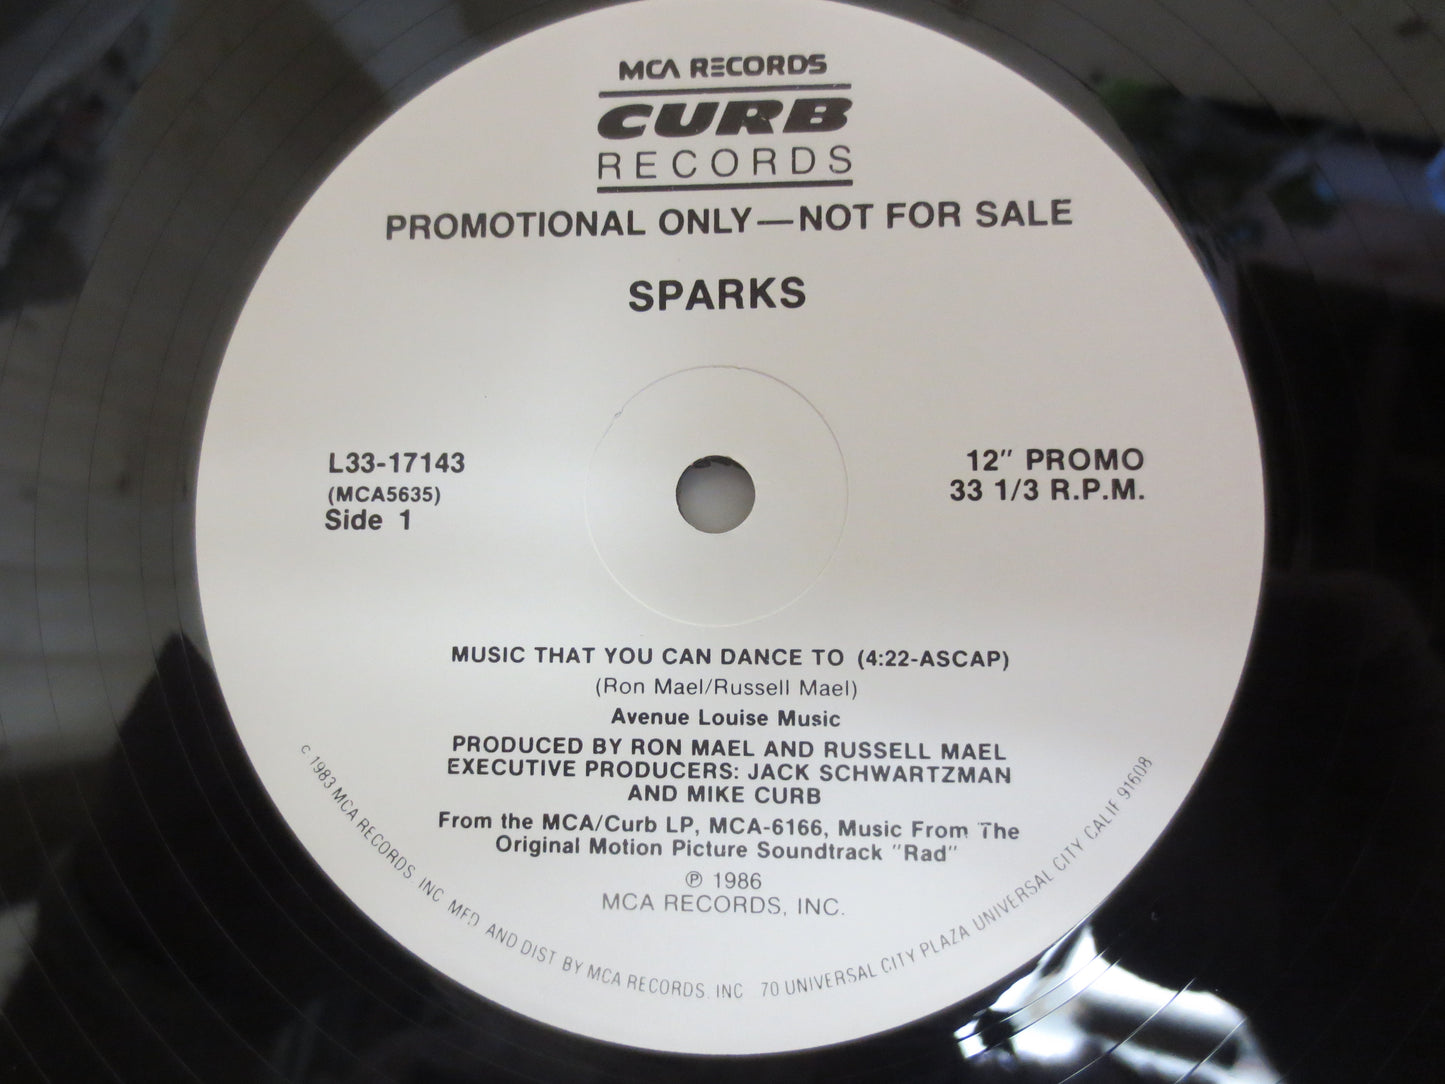 MCA RECORDS
CURB
RECORDS
PROMOTIONAL ONLY—NOT FOR SALE
SPARKS
L33-17143
(MCA5635)
Side 1
12" PROMO
33 1/3 R.P.M.
MUSIC THAT YOU CAN DANCE TO (4:22-ASCAP)
(Ron Mael/Russell Mael)
Avenue Louise Music
PRODUCED BY RON MAEL AND RUSSELL MAEL
EXECUTIVE PRODUCERS: JACK SCHWARTZMAN
AND MIKE CURB
From the MCA/Curb LP, MCA-6166, Music From The
Original Motion Picture Soundtrack "Rad"
℗ 1986
MCA RECORDS, INC.
c 1983 MCA RECORDS, INC MFD. AND DIST BY MCA RECORDS, INC 70 UNIVERSAL CITY PLAZA UNIVERSAL CITY CALIF 91608